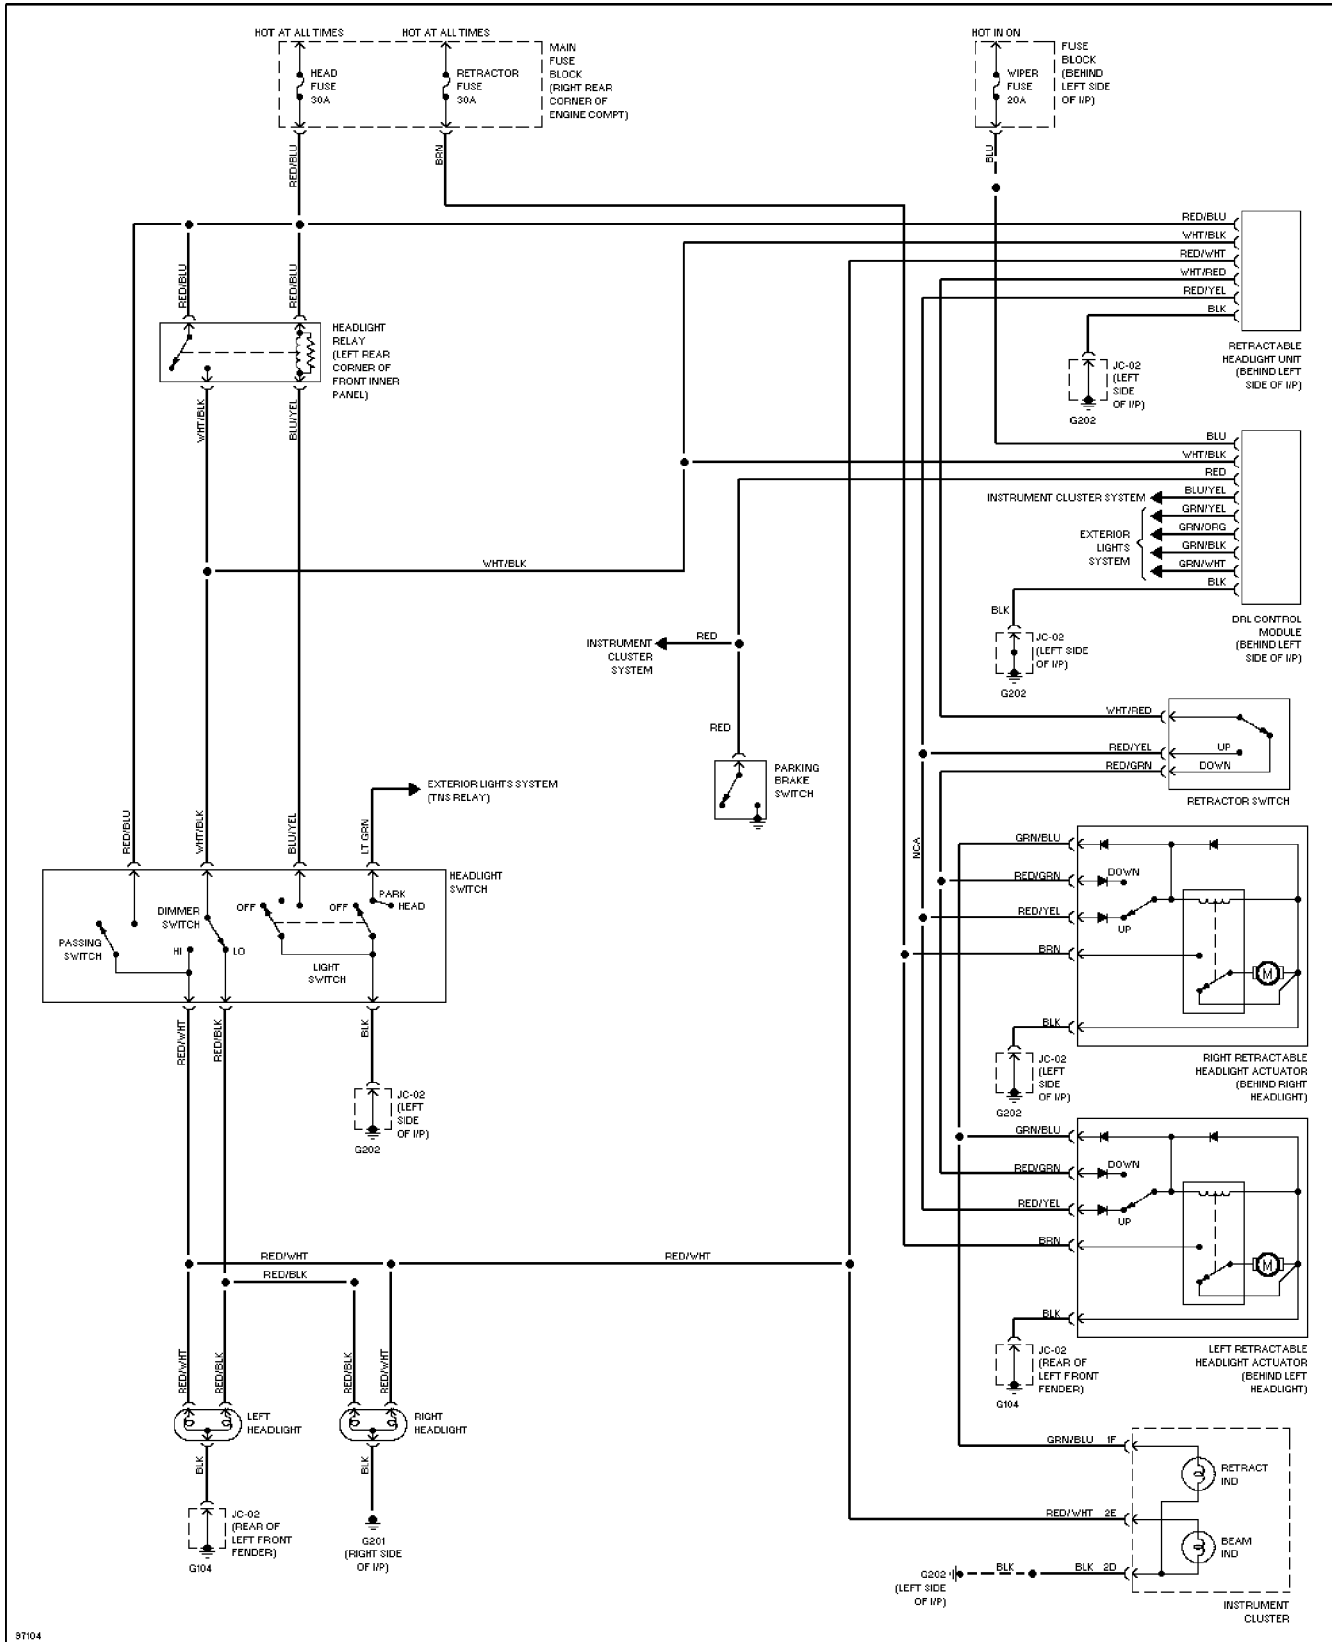 HOT AT ALL TIMES
HOT AT ALL TIMES
HOT IN ON
HEAD
FUSE
30A
RETRACTOR
FUSE
30A
MAIN
FUSE
BLOCK
(RIGHT REAR
CORNER OF
ENGINE COMPT)
WIPER
FUSE
20A
FUSE
BLOCK
(BEHIND
LEFT SIDE
OF I/P)
RED/BLU
BRN
BLU
RED/BLU
WHT/BLK
RED/WHT
WHT/RED
RED/YEL
BLK
RETRACTABLE
HEADLIGHT UNIT
(BEHIND LEFT
SIDE OF I/P)
JC-02
(LEFT
SIDE
OF I/P)
G202
RED/BLU
RED/BLU
HEADLIGHT
RELAY
(LEFT REAR
CORNER OF
FRONT INNER
PANEL)
WHT/BLK
BLU/YEL
BLU
WHT/BLK
RED
BLU/YEL
GRN/YEL
GRN/ORG
GRN/BLK
GRN/WHT
BLK
INSTRUMENT CLUSTER SYSTEM
EXTERIOR
LIGHTS
SYSTEM
DRL CONTROL
MODULE
(BEHIND LEFT
SIDE OF I/P)
BLK
JC-02
(LEFT SIDE
OF I/P)
G202
WHT/BLK
INSTRUMENT
CLUSTER
SYSTEM
RED
RED
PARKING
BRAKE
SWITCH
WHT/RED
RED/YEL
RED/GRN
UP
DOWN
RETRACTOR SWITCH
EXTERIOR LIGHTS SYSTEM
(TNS RELAY)
RED/BLU
WHT/BLK
BLU/YEL
LT GRN
HEADLIGHT
SWITCH
PASSING
SWITCH
DIMMER
SWITCH
HI
LO
OFF
OFF
PARK
HEAD
LIGHT
SWITCH
NCA
GRN/BLU
RED/GRN
RED/YEL
BRN
BLK
DOWN
UP
M
RIGHT RETRACTABLE
HEADLIGHT ACTUATOR
(BEHIND RIGHT
HEADLIGHT)
JC-02
(LEFT
SIDE
OF I/P)
G202
RED/WHT
RED/BLK
BLK
JC-02
(LEFT
SIDE
OF I/P)
G202
GRN/BLU
RED/GRN
RED/YEL
BRN
BLK
DOWN
UP
M
LEFT RETRACTABLE
HEADLIGHT ACTUATOR
(BEHIND LEFT
HEADLIGHT)
JC-02
(REAR OF
LEFT FRONT
FENDER)
G104
RED/WHT
RED/WHT
RED/BLK
RED/WHT
RED/BLK
RED/BLK
RED/WHT
LEFT
HEADLIGHT
RIGHT
HEADLIGHT
BLK
BLK
JC-02
(REAR OF
LEFT FRONT
FENDER)
G104
G201
(RIGHT SIDE
OF I/P)
GRN/BLU 1F
RETRACT
IND
RED/WHT 2E
BEAM
IND
G202
(LEFT SIDE
OF I/P)
BLK
BLK 2D
INSTRUMENT
CLUSTER
97104